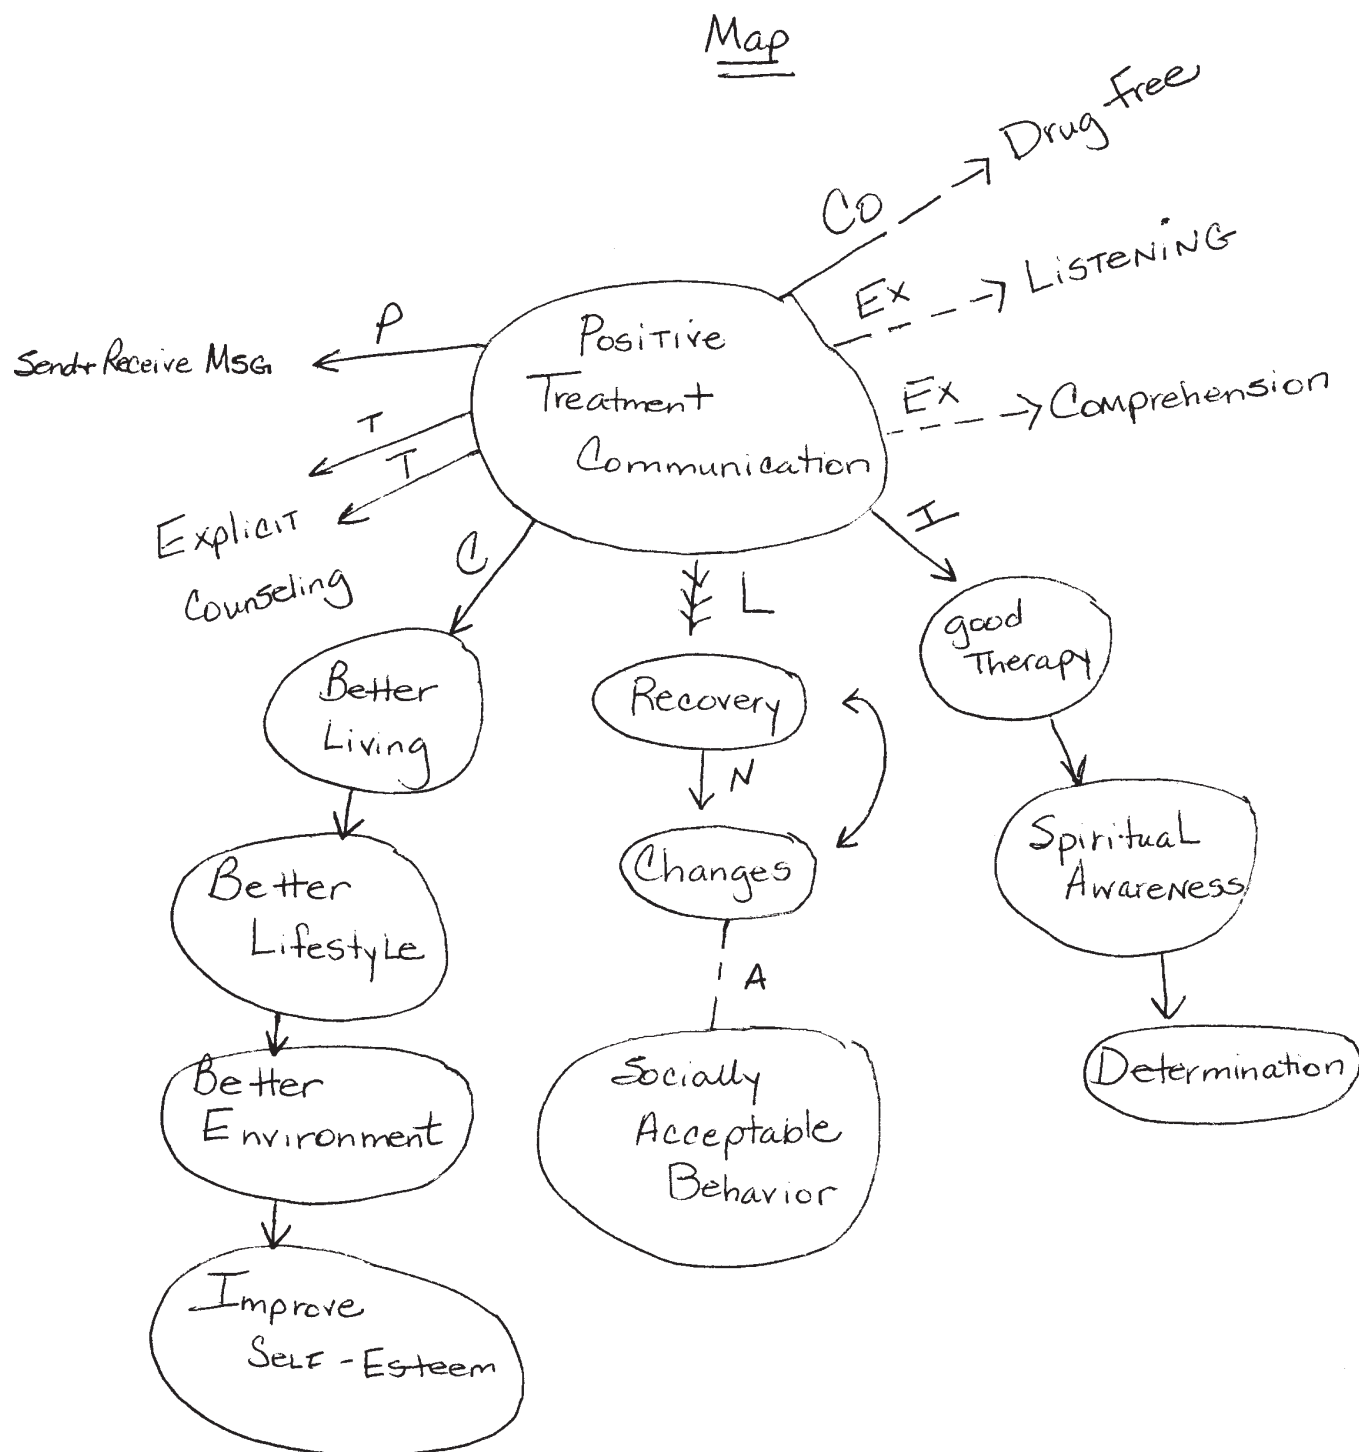 Map
Co
Drug free
Ex
LISTENING
Ex
Comprehension
P
Send + Receive MSG
T
T
Explicit
Counseling
Positive
Treatment
Communication
C
L
I
Better
Living
Recovery
good
Therapy
N
Better
Lifestyle
Changes
Spiritual
Awareness
A
Better
Environment
Socially
Acceptable
Behavior
Determination
Improve
Self-Esteem